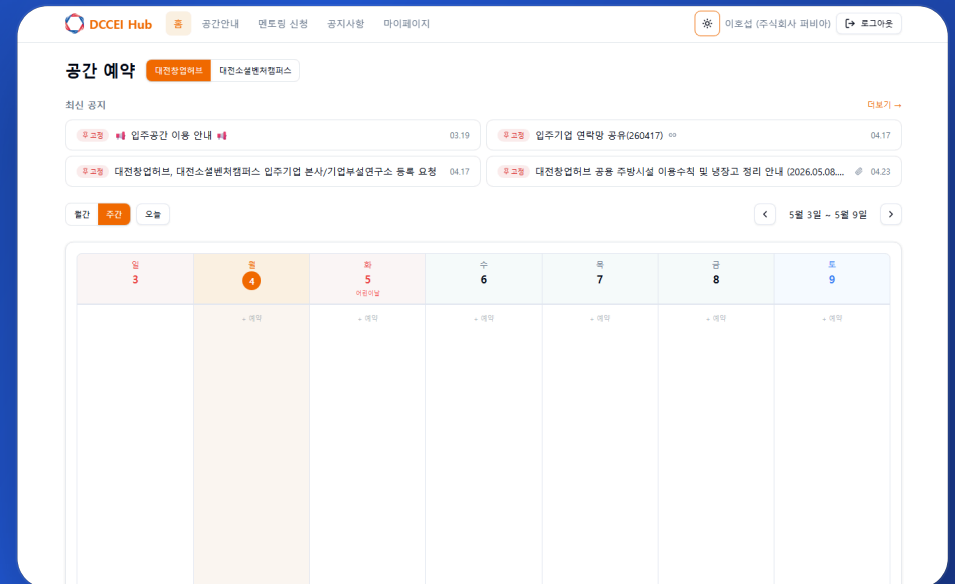 DCCEI Hub 홈 공간안내 멘토링 신청 공지사항 마이페이지 이호섭 (주식회사 퍼비아) 로그아웃
공간 예약 대전창업허브 대전소셜벤처캠퍼스
최신 공지 더보기 →
고정 입주공간 이용 안내 03.19
고정 입주기업 연락망 공유(260417) 04.17
고정 대전창업허브, 대전소셜벤처캠퍼스 입주기업 본사/기업부설연구소 등록 요청 04.17
고정 대전창업허브 공용 주방시설 이용수칙 및 냉장고 정리 안내 (2026.05.08.... 04.23
월간 주간 오늘 5월 3일 ~ 5월 9일
일 월 화 수 목 금 토
3 4 5 6 7 8 9
어린이날
+ 예약 + 예약 + 예약 + 예약 + 예약 + 예약